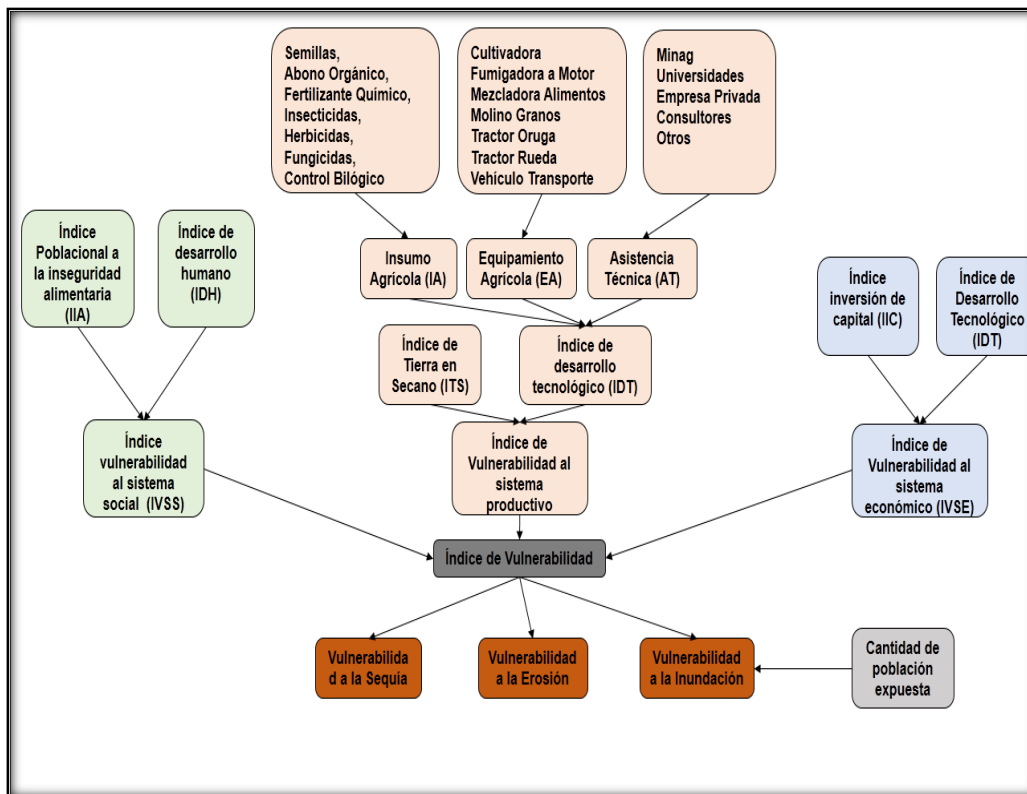 Semillas,
Abono Orgánico,
Fertilizante Químico,
Insecticidas,
Herbicidas,
Fungicidas,
Control Bilógico
Cultivadora
Fumigadora a Motor
Mezcladora Alimentos
Molino Granos
Tractor Oruga
Tractor Rueda
Vehículo Transporte
Minag
Universidades
Empresa Privada
Consultores
Otros
Índice
Poblacional a
la inseguridad
alimentaria
(IIA)
Índice de
desarrollo
humano
(IDH)
Insumo
Agrícola (IA)
Equipamiento
Agrícola (EA)
Asistencia
Técnica (AT)
Índice
inversión de
capital (IIC)
Índice de
Desarrollo
Tecnológico
(IDT)
Índice de
Tierra en
Secano (ITS)
Índice de
desarrollo
tecnológico (IDT)
Índice
vulnerabilidad
al sistema
social (IVSS)
Índice de
Vulnerabilidad al
sistema
productivo
Índice de
Vulnerabilidad al
sistema
económico (IVSE)
Índice de Vulnerabilidad
Vulnerabilida
d a la Sequía
Vulnerabilidad
a la Erosión
Vulnerabilidad
a la Inundación
Cantidad de
población
expuesta